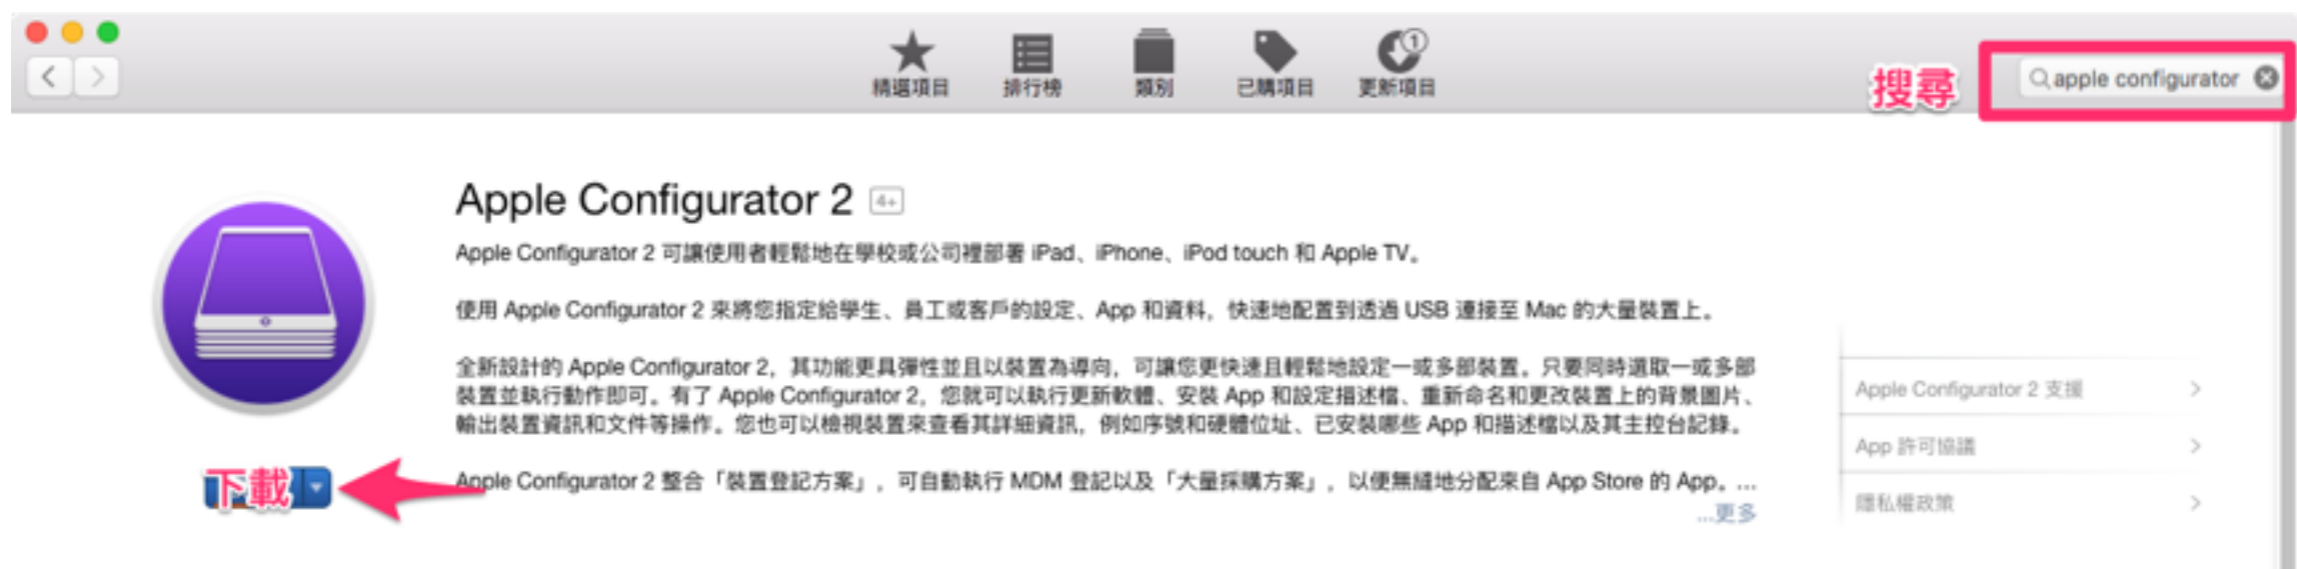 精選項目
排行榜
類別
已購項目
1
更新項目
搜尋
apple configurator
Apple Configurator 2 4+
Apple Configurator 2 可讓使用者輕鬆地在學校或公司裡部署 iPad、iPhone、iPod touch 和 Apple TV。
使用 Apple Configurator 2 來將您指定給學生、員工或客戶的設定、App 和資料，快速地配置到透過 USB 連接至 Mac 的大量裝置上。
全新設計的 Apple Configurator 2，其功能更具彈性並且以裝置為導向，可讓您更快速且輕鬆地設定一或多部裝置。只要同時選取一或多部
裝置並執行動作即可。有了 Apple Configurator 2，您就可以執行更新軟體、安裝 App 和設定描述檔、重新命名和更改裝置上的背景圖片、
輸出裝置資訊和文件等操作。您也可以檢視裝置來查看其詳細資訊，例如序號和硬體位址、已安裝哪些 App 和描述檔以及其主控台記錄。
Apple Configurator 2 整合「裝置登記方案」，可自動執行 MDM 登記以及「大量採購方案」，以便無縫地分配來自 App Store 的 App。...
...更多
下載
Apple Configurator 2 支援
App 許可協議
隱私權政策